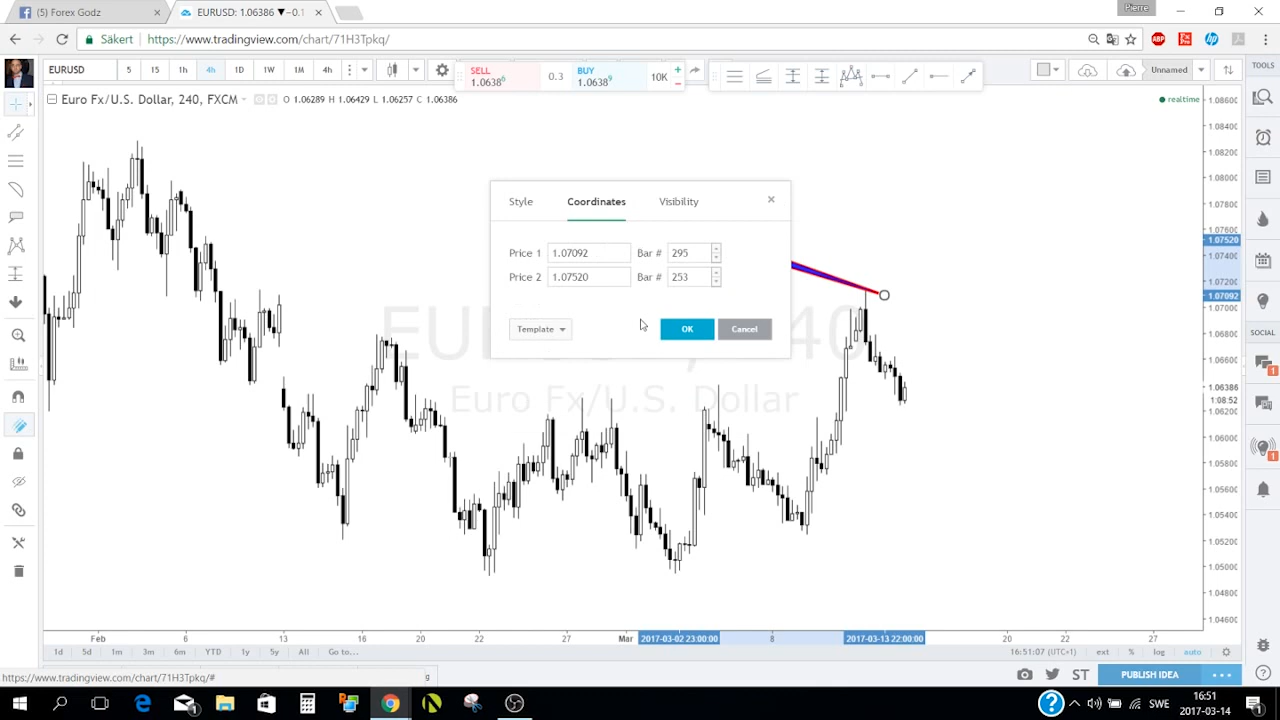 (5) Forex Godz
EURUSD: 1.06386 ▼−0.1
Pierre
Säkert https://www.tradingview.com/chart/71H3Tpkq/
EURUSD 5 15 1h 4h 1D 1W 1M 4h
SELL 1.0638⁶ 0.3 BUY 1.0638⁹ 10K
Unnamed
TOOLS
Euro Fx/U.S. Dollar, 240, FXCM O 1.06289 H 1.06429 L 1.06257 C 1.06386
realtime
1.08600
1.08400
1.08200
1.08000
1.07800
1.07600
1.07520
1.07400
1.07200
1.07092
1.07000
1.06800
1.06600
1.06386
1:08:52
1.06200
1.06000
1.05800
1.05600
1.05400
1.05200
1.05000
1.04800
1.04600
SOCIAL
Style Coordinates Visibility
Price 1 1.07092 Bar # 295
Price 2 1.07520 Bar # 253
Template OK Cancel
Euro Fx/U.S. Dollar
Feb 6 13 16 20 22 27 Mar 2017-03-02 23:00:00 8 2017-03-13 22:00:00 20 22 27
1d 5d 1m 3m 6m YTD 1y 5y All Go to... 16:51:07 (UTC+1) ext % log auto
https://www.tradingview.com/chart/71H3Tpkq/#
ST PUBLISH IDEA
SWE
16:51
2017-03-14